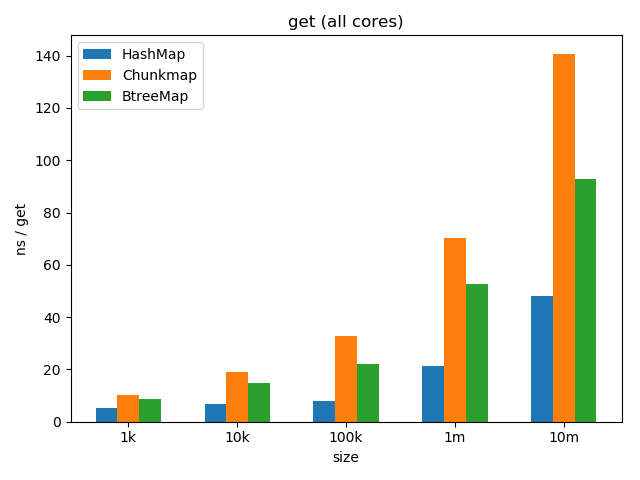 get (all cores)
HashMap
Chunkmap
BtreeMap
ns / get
140
120
100
80
60
40
20
0
1k 10k 100k 1m 10m
size